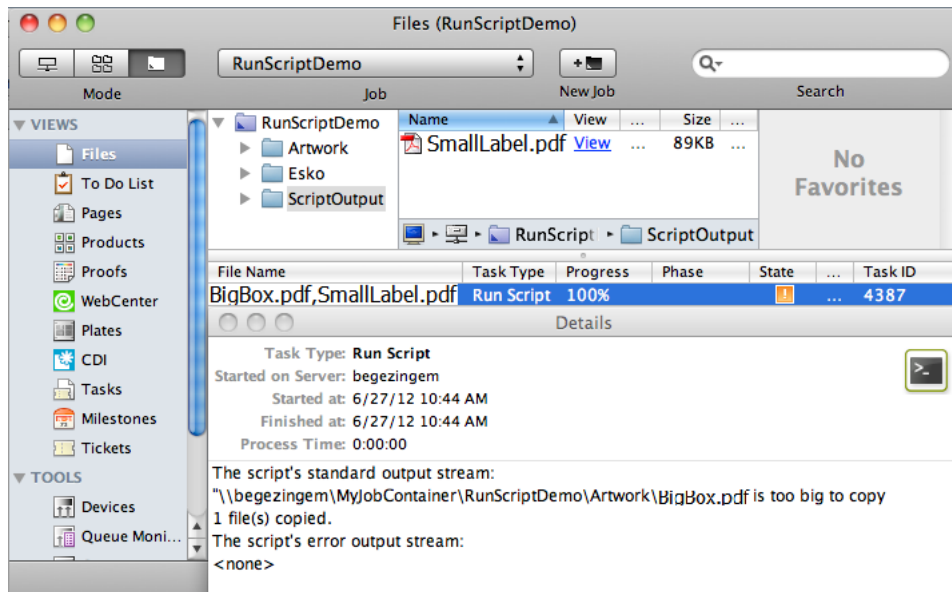 Files (RunScriptDemo)
RunScriptDemo
Mode
Job
New Job
Search
VIEWS
Files
To Do List
Pages
Products
Proofs
WebCenter
Plates
CDI
Tasks
Milestones
Tickets
TOOLS
Devices
Queue Moni...
RunScriptDemo
Artwork
Esko
ScriptOutput
Name View ... Size ...
SmallLabel.pdf View ... 89KB ...
RunScript ScriptOutput
No
Favorites
File Name Task Type Progress Phase State ... Task ID
BigBox.pdf,SmallLabel.pdf Run Script 100% ... 4387
Details
Task Type: Run Script
Started on Server: begezingem
Started at: 6/27/12 10:44 AM
Finished at: 6/27/12 10:44 AM
Process Time: 0:00:00
The script's standard output stream:
"\\begezingem\MyJobContainer\RunScriptDemo\Artwork\BigBox.pdf is too big to copy
1 file(s) copied.
The script's error output stream:
<none>